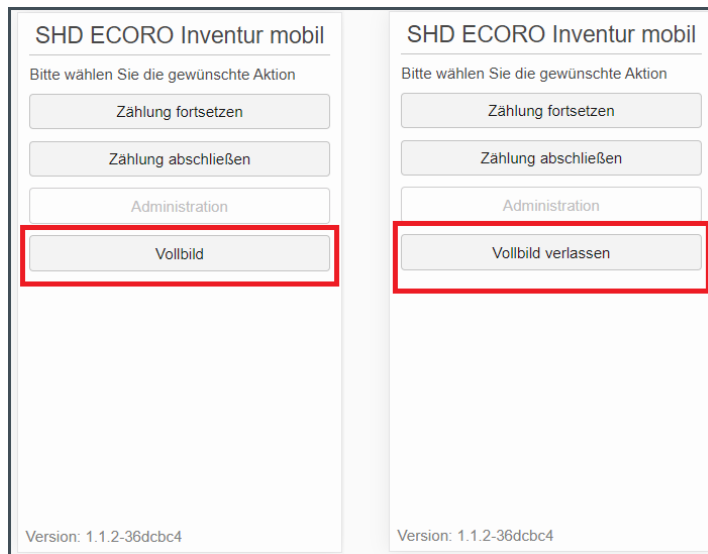 SHD ECORO Inventur mobil
Bitte wählen Sie die gewünschte Aktion
Zählung fortsetzen
Zählung abschließen
Administration
Vollbild
Version: 1.1.2-36dcbc4
SHD ECORO Inventur mobil
Bitte wählen Sie die gewünschte Aktion
Zählung fortsetzen
Zählung abschließen
Administration
Vollbild verlassen
Version: 1.1.2-36dcbc4